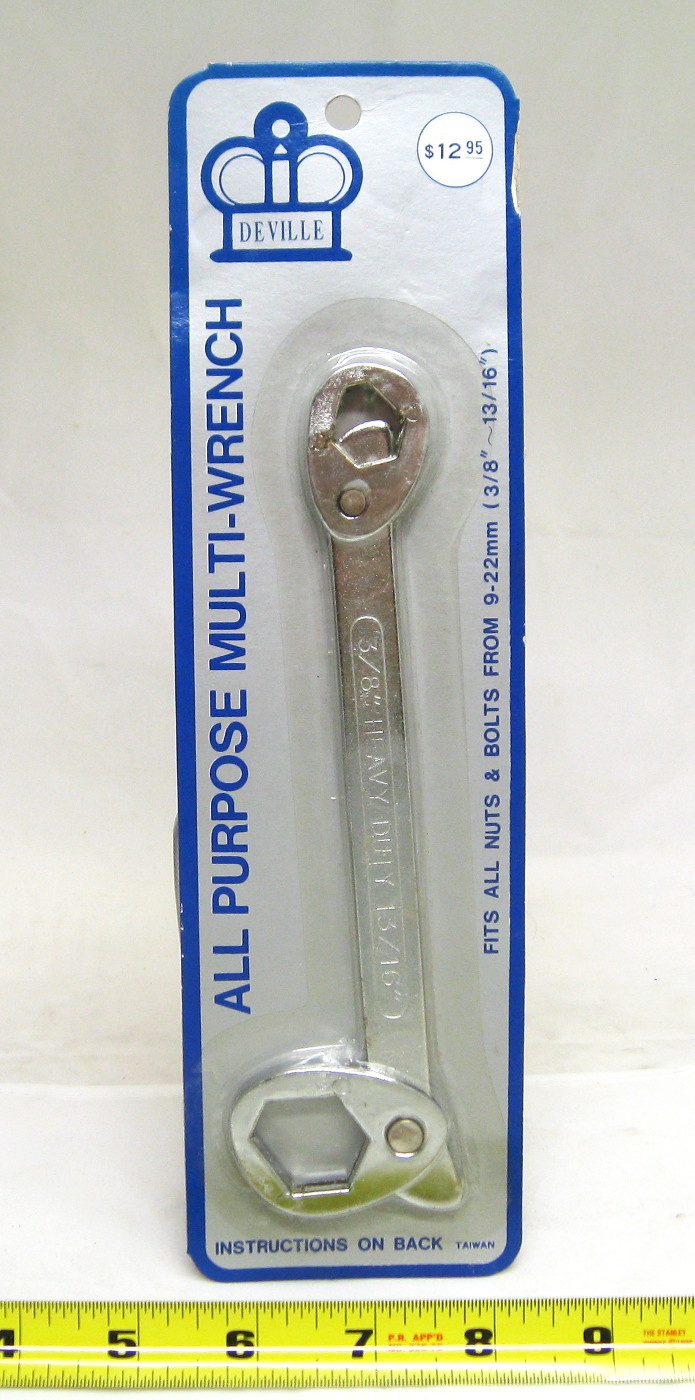 $12 95
DEVILLE
ALL PURPOSE MULTI-WRENCH
FITS ALL NUTS & BOLTS FROM 9-22mm (3/8"~13/16")
3/8" HEAVY DUTY 13/16"
INSTRUCTIONS ON BACK TAIWAN
4 5 6 7 8 9
P.R. APP'D
THE STANLEY